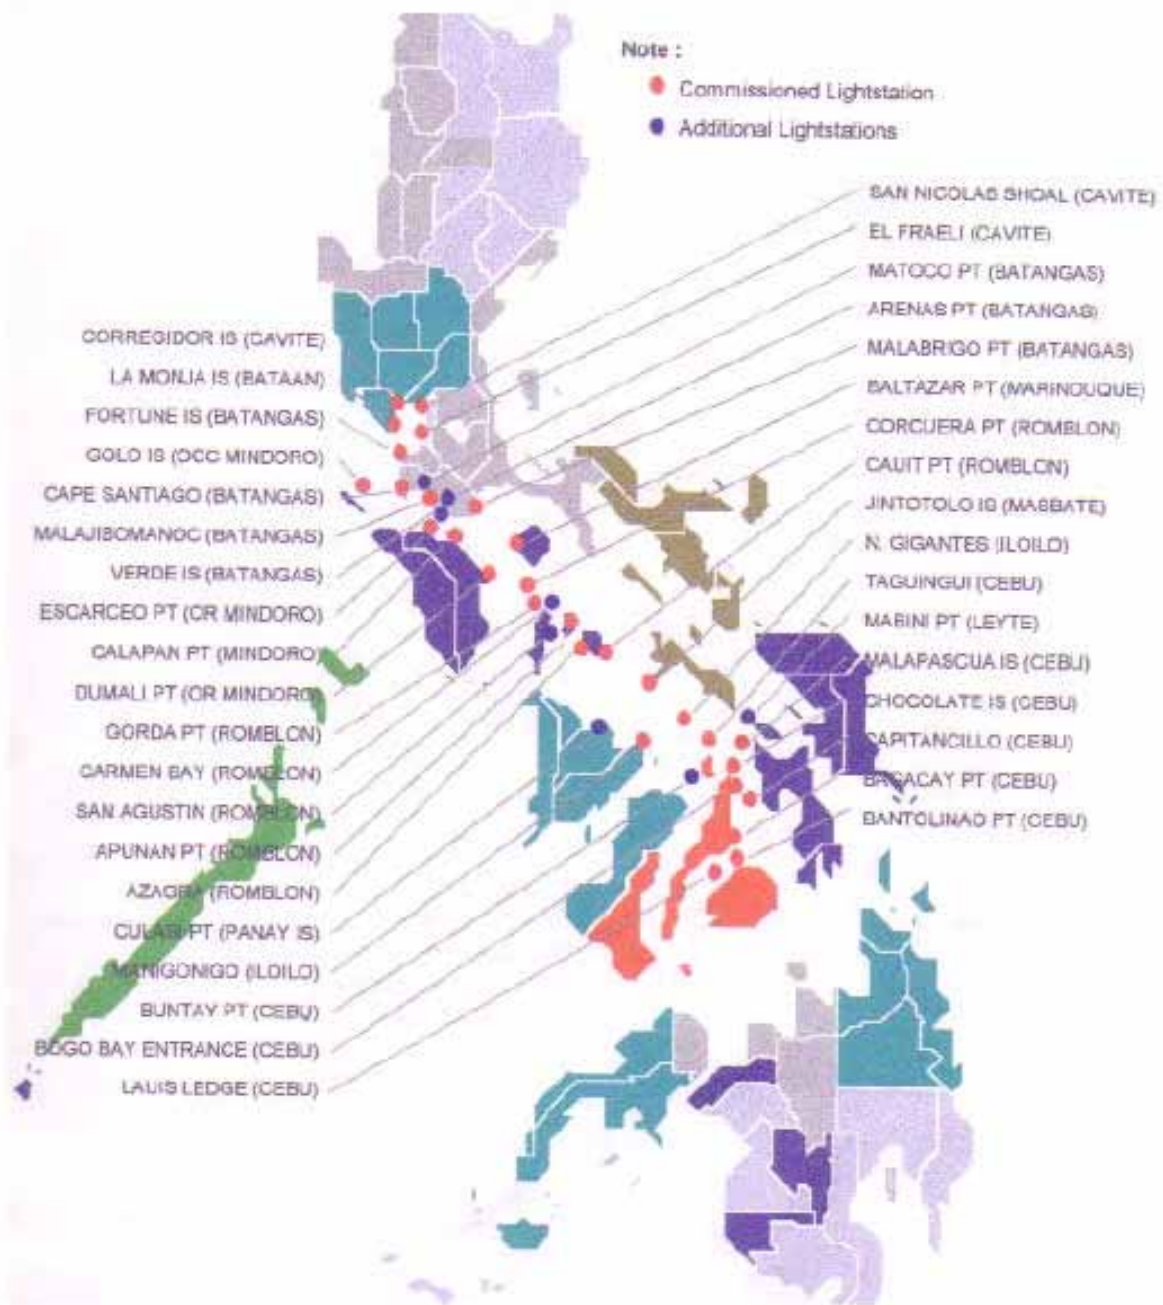 Note :
Commissioned Lightstation
Additional Lightstations
SAN NICOLAS SHOAL (CAVITE)
EL FRAELI (CAVITE)
MATOCO PT (BATANGAS)
ARENAS PT (BATANGAS)
MALABRIGO PT (BATANGAS)
BALTAZAR PT (MARINDUQUE)
CORCUERA PT (ROMBLON)
CAUIT PT (ROMBLON)
JINTOTOLO IS (MASBATE)
N. GIGANTES (ILOILO)
TAGUINGUI (CEBU)
MABINI PT (LEYTE)
MALAPASCUA IS (CEBU)
CHOCOLATE IS (CEBU)
CAPITANCILLO (CEBU)
BAGACAY PT (CEBU)
BANTOLINAO PT (CEBU)
CORREGIDOR IS (CAVITE)
LA MONJA IS (BATAAN)
FORTUNE IS (BATANGAS)
GOLO IS (OCC MINDORO)
CAPE SANTIAGO (BATANGAS)
MALAJIBOMANOC (BATANGAS)
VERDE IS (BATANGAS)
ESCARCEO PT (OR MINDORO)
CALAPAN PT (MINDORO)
DUMALI PT (OR MINDORO)
GORDA PT (ROMBLON)
CARMEN BAY (ROMBLON)
SAN AGUSTIN (ROMBLON)
APUNAN PT (ROMBLON)
AZAGRA (ROMBLON)
CULASI PT (PANAY IS)
MANIGONIGO (ILOILO)
BUNTAY PT (CEBU)
BOGO BAY ENTRANCE (CEBU)
LAUIS LEDGE (CEBU)